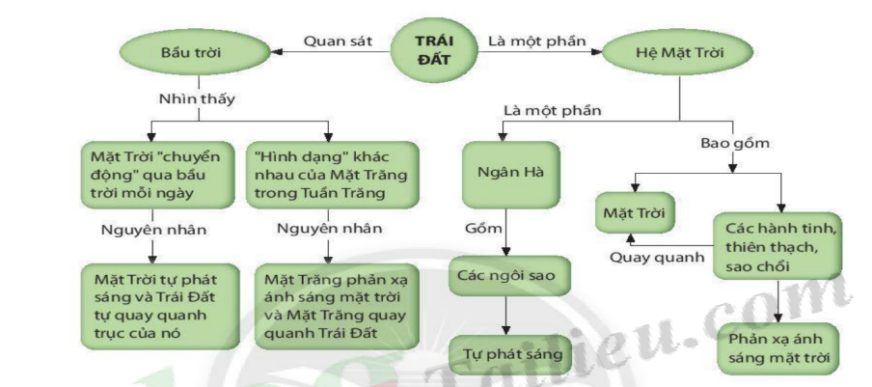 TRÁI
ĐẤT
Quan sát
Là một phần
Bầu trời
Hệ Mặt Trời
Nhìn thấy
Là một phần
Bao gồm
Mặt Trời "chuyển
động" qua bầu
trời mỗi ngày
"Hình dạng" khác
nhau của Mặt Trăng
trong Tuần Trăng
Ngân Hà
Mặt Trời
Các hành tinh,
thiên thạch,
sao chổi
Nguyên nhân
Nguyên nhân
Gồm
Quay quanh
Mặt Trời tự phát
sáng và Trái Đất
tự quay quanh
trục của nó
Mặt Trăng phản xạ
ánh sáng mặt trời
và Mặt Trăng quay
quanh Trái Đất
Các ngôi sao
Tự phát sáng
Phản xạ ánh
sáng mặt trời
Tailieu.com